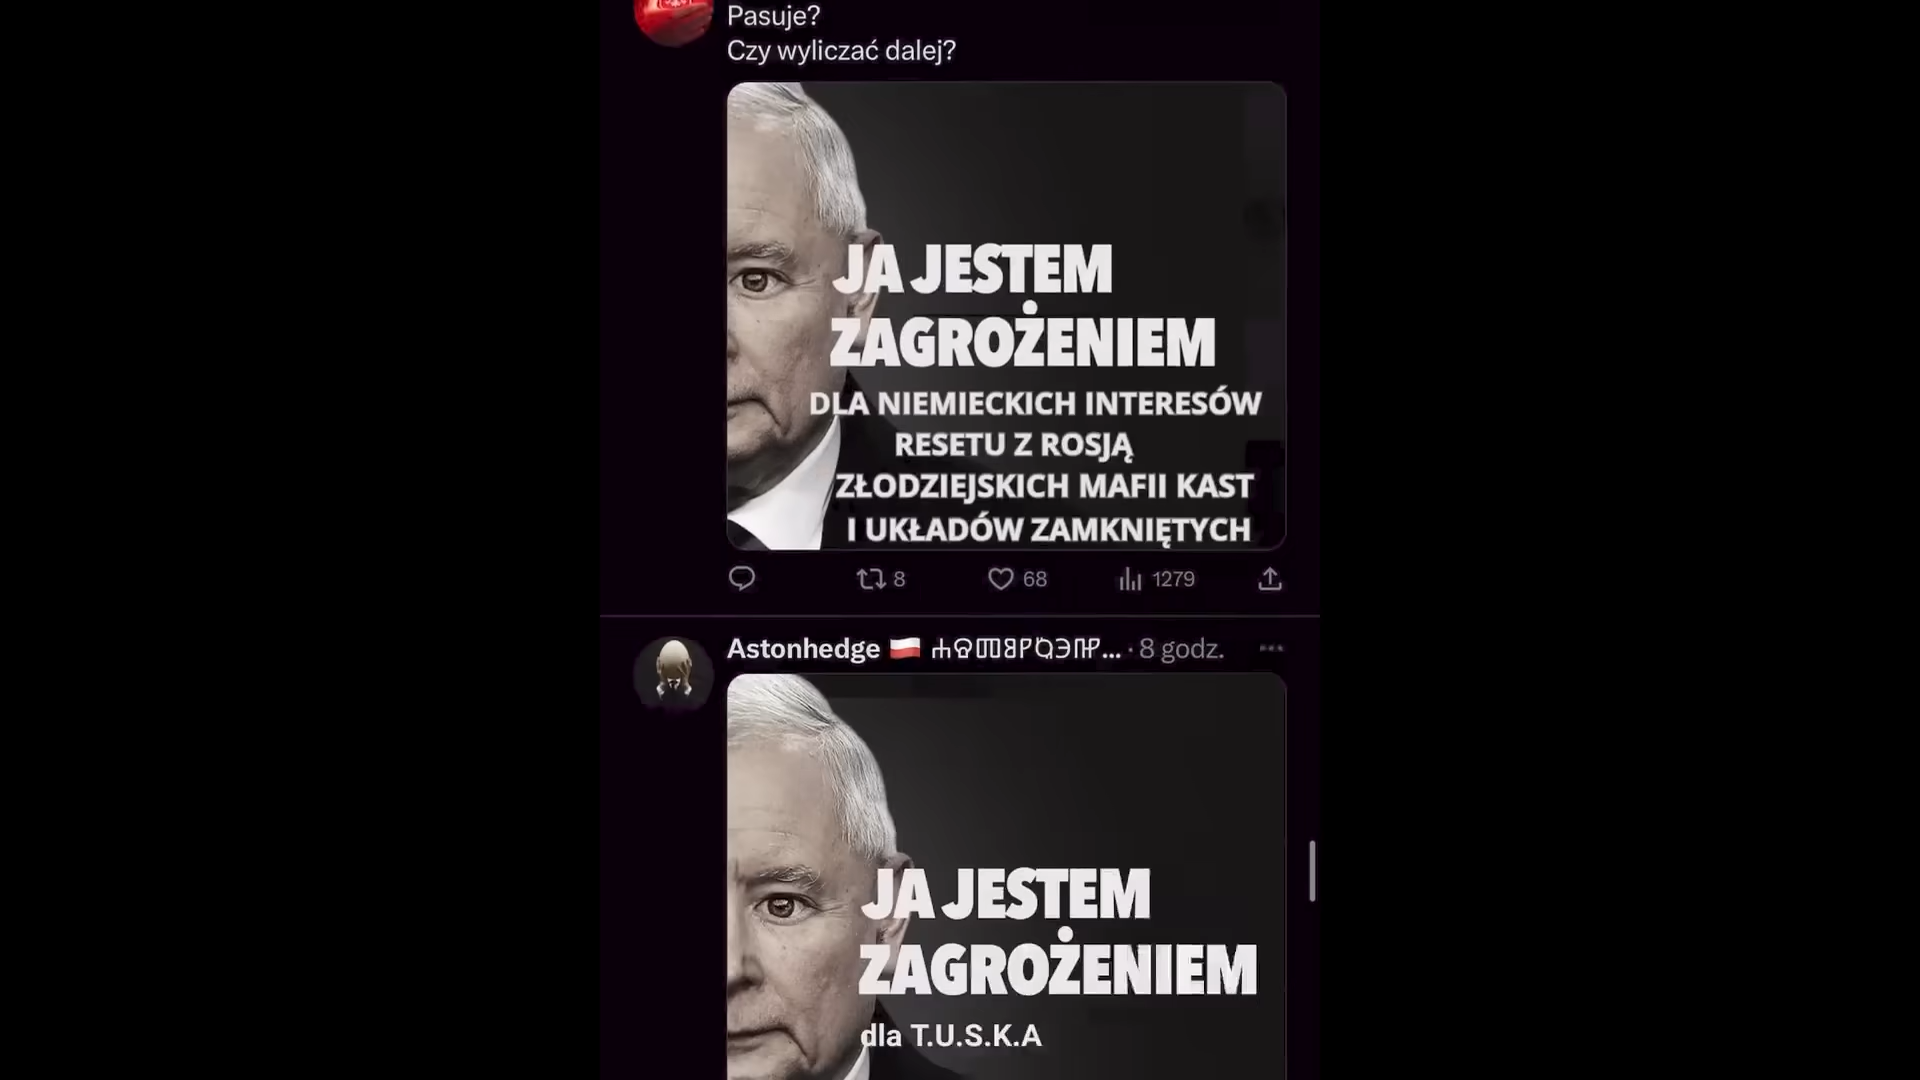 Pasuje?
Czy wyliczać dalej?
JA JESTEM
ZAGROŻENIEM
DLA NIEMIECKICH INTERESÓW
RESETU Z ROSJĄ
ZŁODZIEJSKICH MAFII KAST
I UKŁADÓW ZAMKNIĘTYCH
8 68 1279
Astonhedge 🇵🇱 · 8 godz.
JA JESTEM
ZAGROŻENIEM
dla T.U.S.K.A